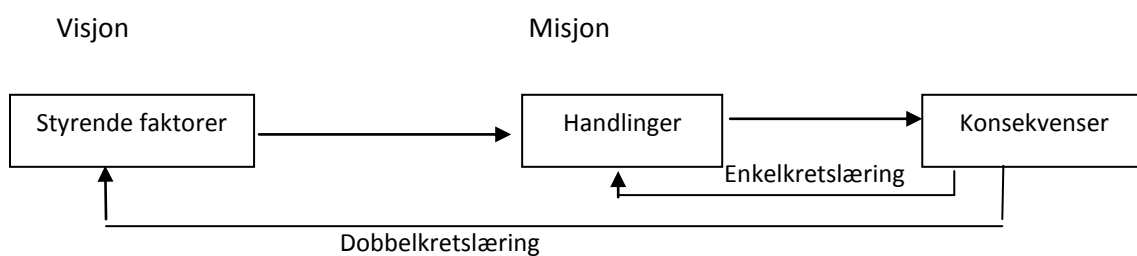 Visjon
Misjon
Styrende faktorer
Handlinger
Konsekvenser
Enkelkretslæring
Dobbelkretslæring